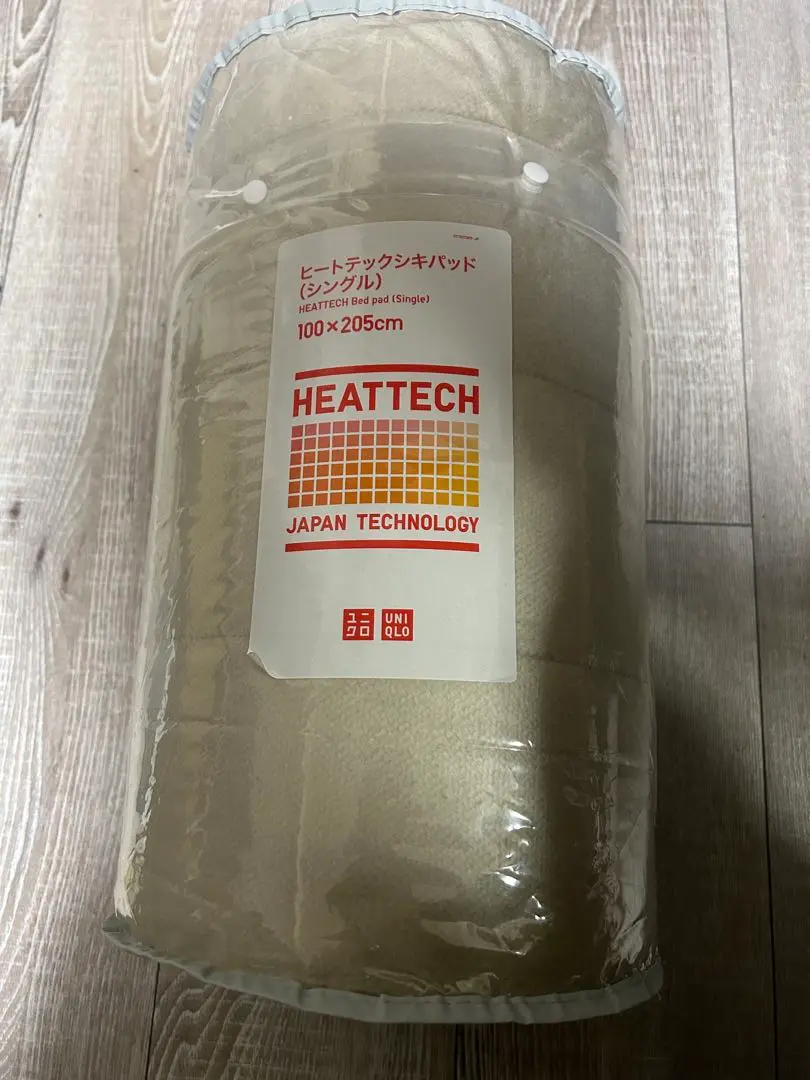 ヒートテックシキパッド
(シングル)
HEATTECH Bed pad (Single)
100×205cm
HEATTECH
JAPAN TECHNOLOGY
ユニ UNI
クロ QLO